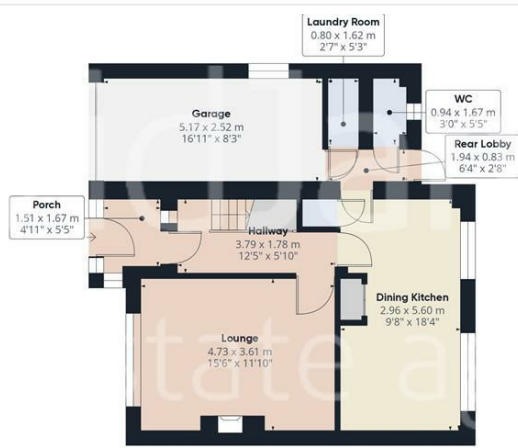 Laundry Room
0.80 x 1.62 m
2'7" x 5'3"
Garage
5.17 x 2.52 m
16'11" x 8'3"
WC
0.94 x 1.67 m
3'0" x 5'5"
Rear Lobby
1.94 x 0.83 m
6'4" x 2'8"
Porch
1.51 x 1.67 m
4'11" x 5'5"
Hallway
3.79 x 1.78 m
12'5" x 5'10"
Dining Kitchen
2.96 x 5.60 m
9'8" x 18'4"
Lounge
4.73 x 3.61 m
15'6" x 11'10"
state a